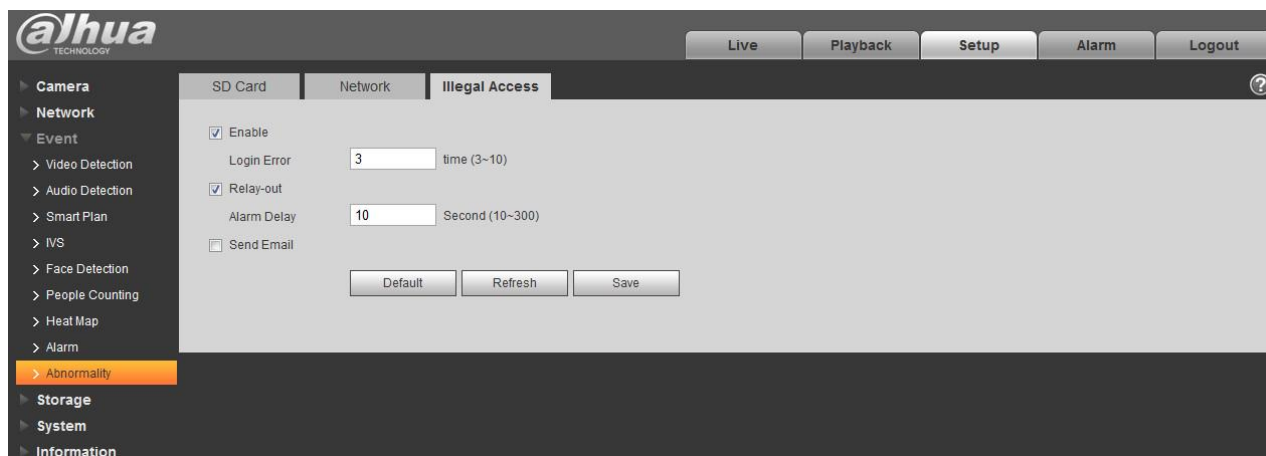 alhua
TECHNOLOGY
Live Playback Setup Alarm Logout
Camera
Network
Event
Video Detection
Audio Detection
Smart Plan
IVS
Face Detection
People Counting
Heat Map
Alarm
Abnormality
Storage
System
Information
SD Card Network Illegal Access
?
Enable
Login Error 3 time (3~10)
Relay-out
Alarm Delay 10 Second (10~300)
Send Email
Default Refresh Save